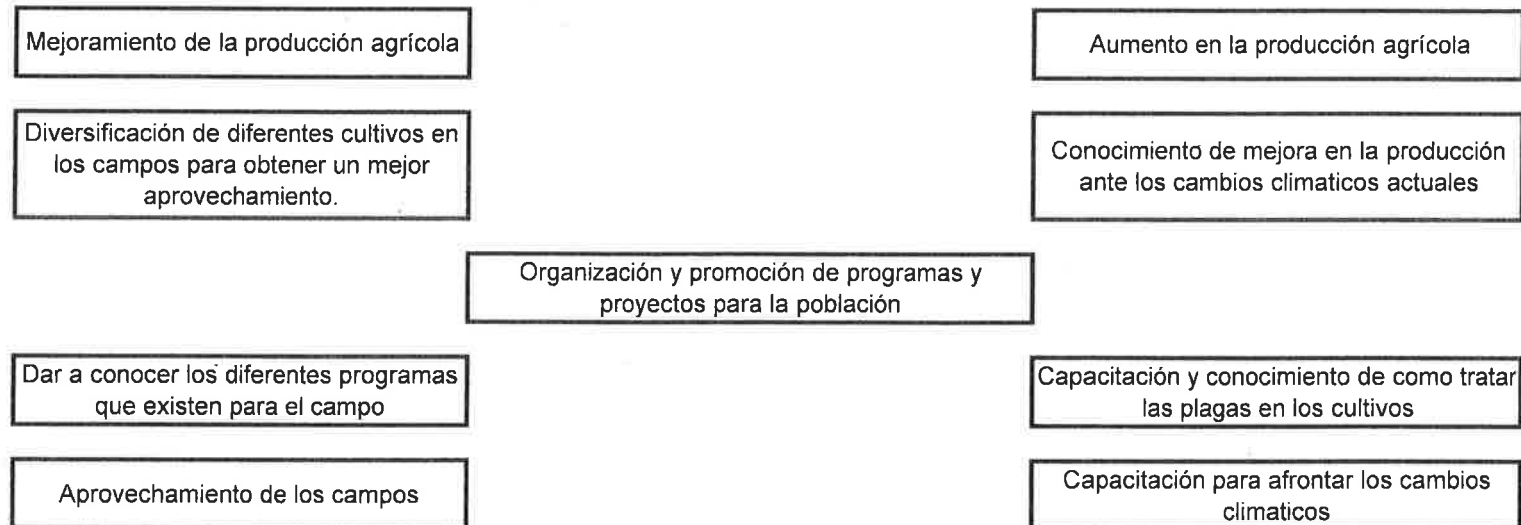 Mejoramiento de la producción agrícola
Aumento en la producción agrícola
Diversificación de diferentes cultivos en
los campos para obtener un mejor
aprovechamiento.
Conocimiento de mejora en la producción
ante los cambios climaticos actuales
Organización y promoción de programas y
proyectos para la población
Dar a conocer los diferentes programas
que existen para el campo
Capacitación y conocimiento de como tratar
las plagas en los cultivos
Aprovechamiento de los campos
Capacitación para afrontar los cambios
climaticos